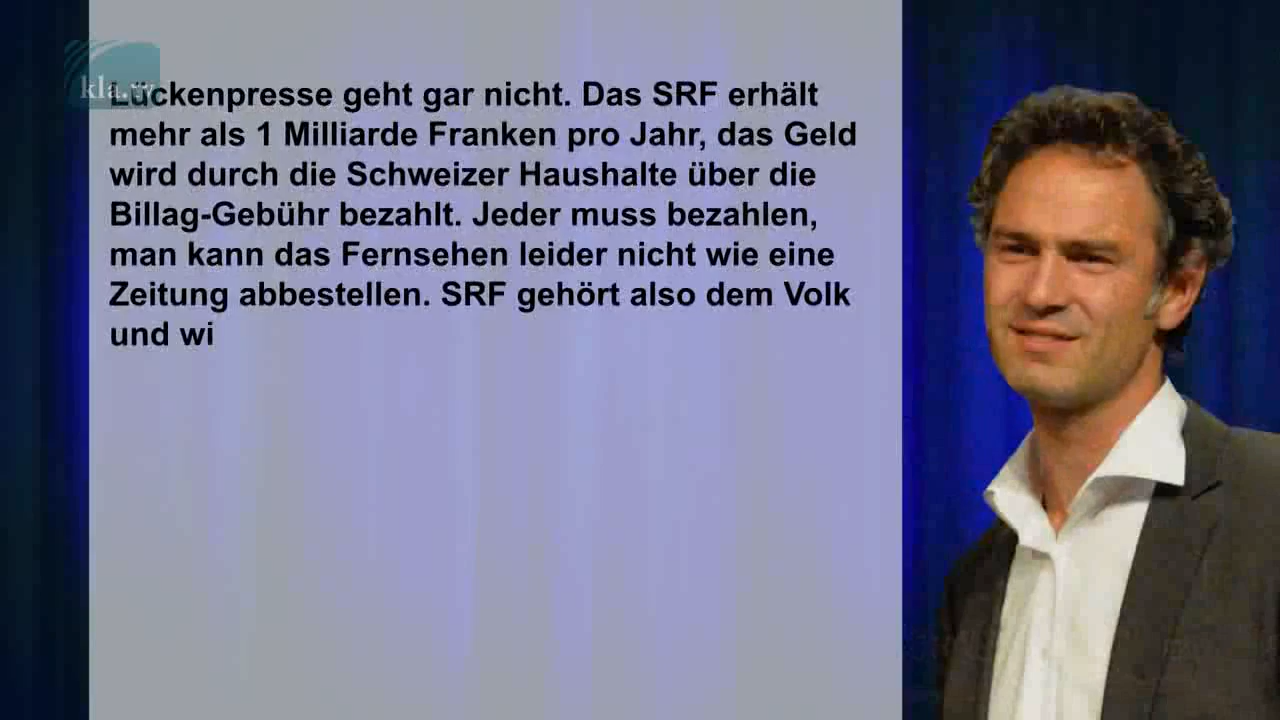 kla.tv
Lückenpresse geht gar nicht. Das SRF erhält
mehr als 1 Milliarde Franken pro Jahr, das Geld
wird durch die Schweizer Haushalte über die
Billag-Gebühr bezahlt. Jeder muss bezahlen,
man kann das Fernsehen leider nicht wie eine
Zeitung abbestellen. SRF gehört also dem Volk
und wi